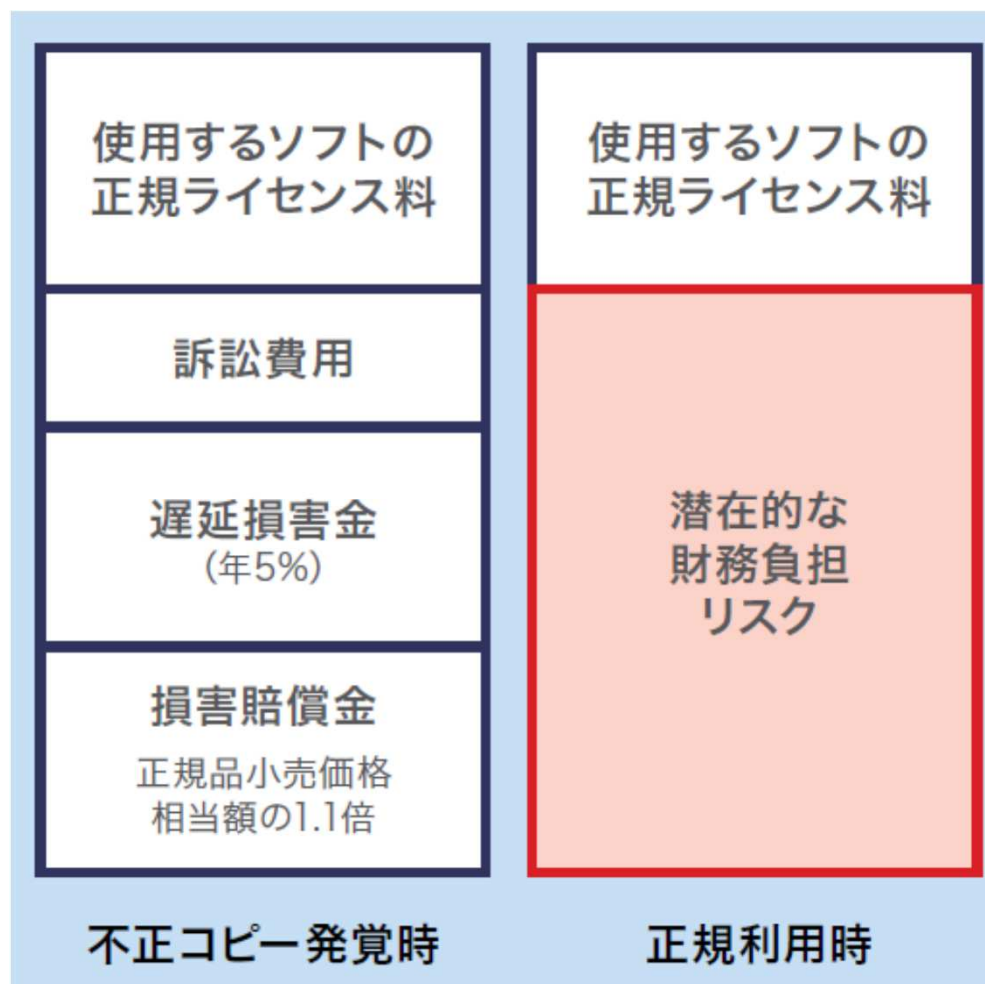 使用するソフトの
正規ライセンス料
訴訟費用
遅延損害金
(年5%)
損害賠償金
正規品小売価格
相当額の1.1倍
不正コピー発覚時
使用するソフトの
正規ライセンス料
潜在的な
財務負担
リスク
正規利用時